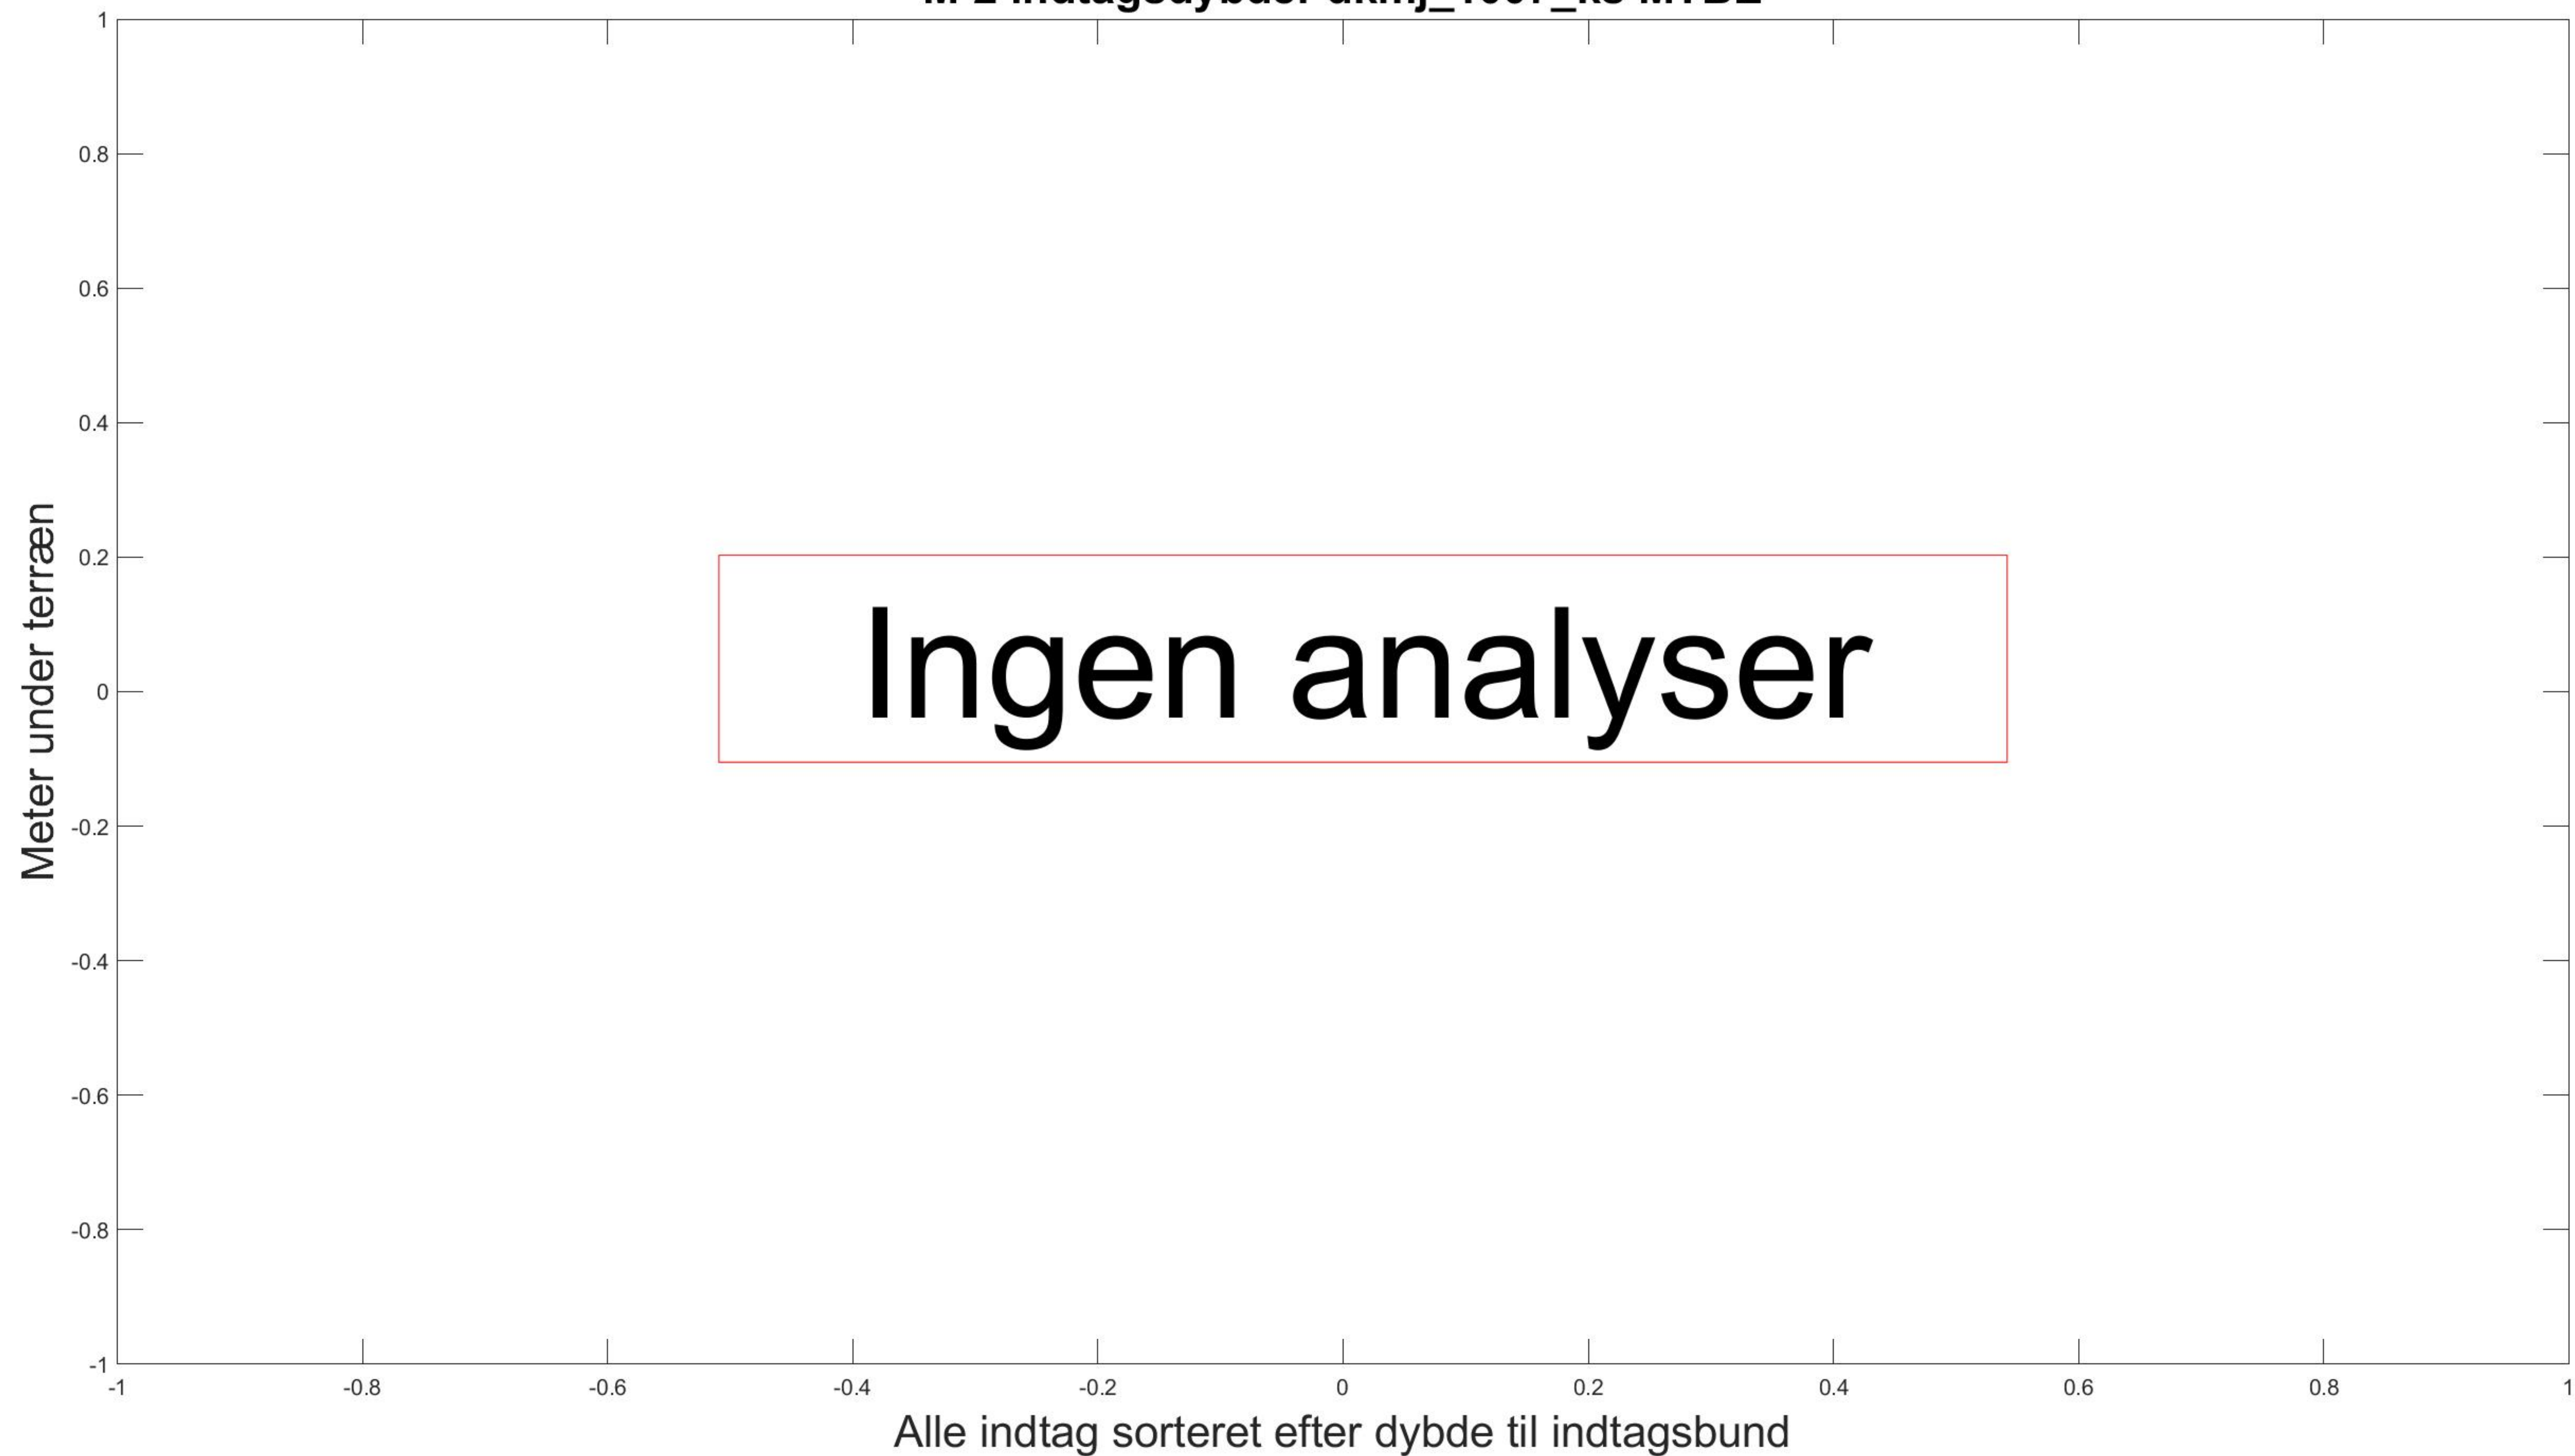 1
0.8
0.6
0.4
0.2
0
-0.2
-0.4
-0.6
-0.8
-1
Meter under terræn
Ingen analyser
-1 -0.8 -0.6 -0.4 -0.2 0 0.2 0.4 0.6 0.8 1
Alle indtag sorteret efter dybde til indtagsbund